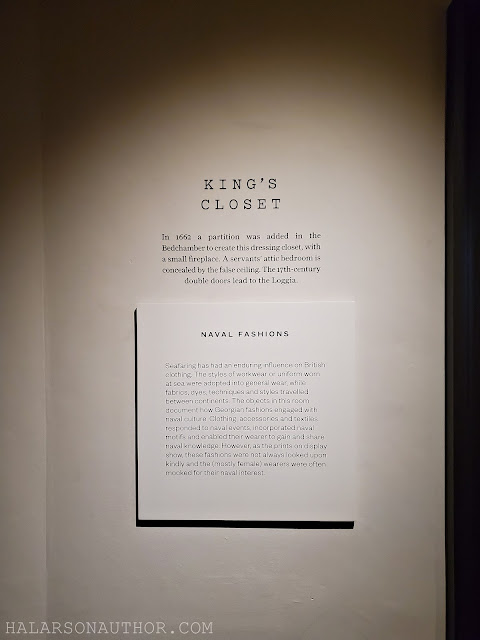 KING'S
CLOSET
In 1662 a partition was added in the
Bedchamber to create this dressing closet, with
a small fireplace. A servants' attic bedroom is
concealed by the false ceiling. The 17th-century
double doors lead to the Loggia.
NAVAL FASHIONS
Seafaring has had an enduring influence on British
clothing. The styles of workwear or uniform worn
at sea were adopted into general wear, while
fabrics, dyes, techniques and styles travelled
between continents. The objects in this room
document how Georgian fashions engaged with
naval culture. Clothing, accessories and textiles
responded to naval events, incorporated naval
motifs and enabled their wearer to gain and share
naval knowledge. However, as the prints on display
show, these fashions were not always looked upon
kindly and the (mostly female) wearers were often
mocked for their naval interest.
HALARSONAUTHOR.COM